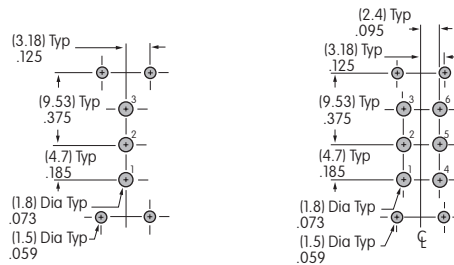 (3.18) Typ
.125
(9.53) Typ
.375
(4.7) Typ
.185
(1.8) Dia Typ
.073
(1.5) Dia Typ
.059
3
2
1
(2.4) Typ
.095
(3.18) Typ
.125
(9.53) Typ
.375
(4.7) Typ
.185
(1.8) Dia Typ
.073
(1.5) Dia Typ
.059
3
6
2
5
1
4
℄